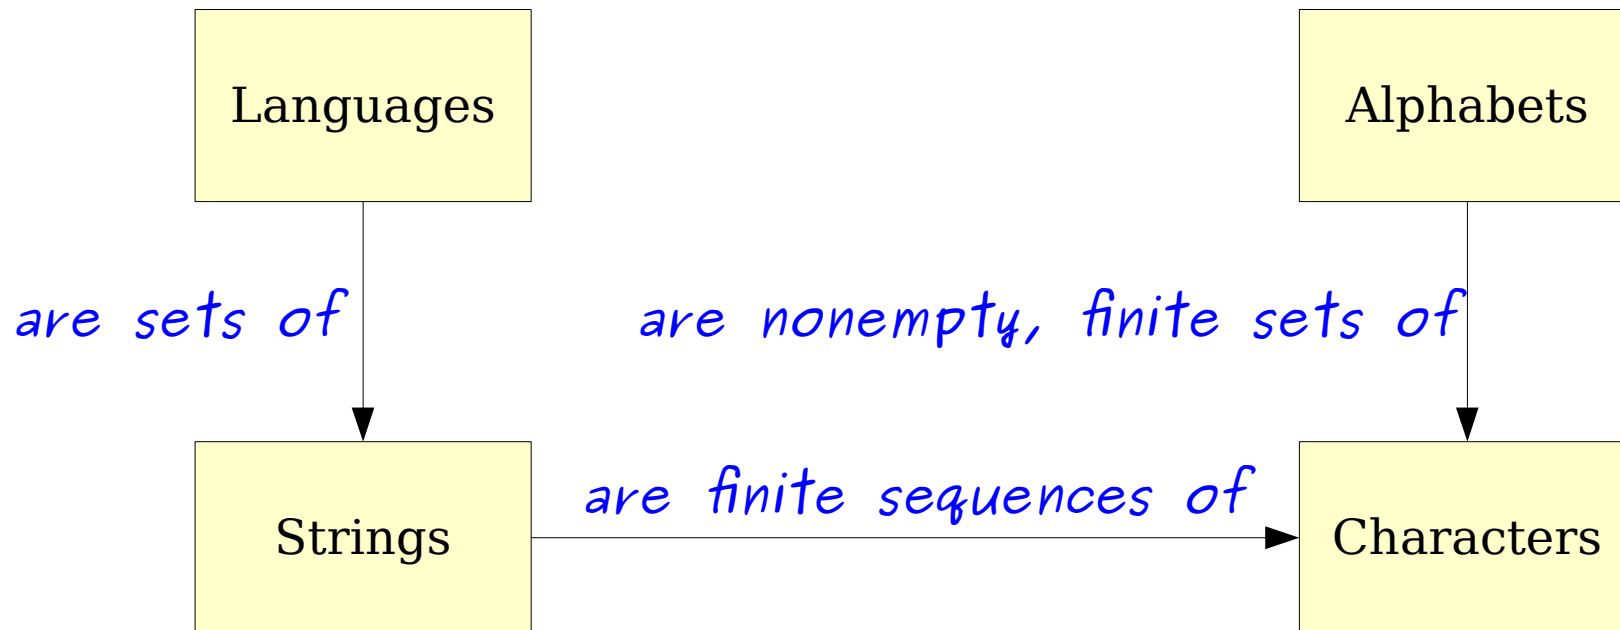 Languages
Alphabets
are sets of
are nonempty, finite sets of
are finite sequences of
Strings
Characters